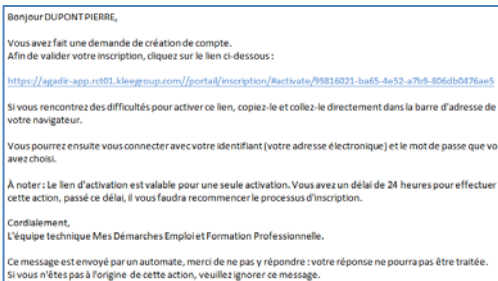 Bonjour DUPONT PIERRE,
Vous avez fait une demande de création de compte.
Afin de valider votre inscription, cliquez sur le lien ci-dessous :
https://agadir-app.rct01.kleegroup.com//portail/inscription/#activate/99816021-ba65-4e52-a7b9-806db0476ae5
Si vous rencontrez des difficultés pour activer ce lien, copiez-le et collez-le directement dans la barre d'adresse de
votre navigateur.
Vous pourrez ensuite vous connecter avec votre identifiant (votre adresse électronique) et le mot de passe que vo
avez choisi.
À noter : Le lien d'activation est valable pour une seule activation. Vous avez un délai de 24 heures pour effectuer
cette action, passé ce délai, il vous faudra recommencer le processus d'inscription.
Cordialement,
L'équipe technique Mes Démarches Emploi et Formation Professionnelle.
Ce message est envoyé par un automate, merci de ne pas y répondre : votre réponse ne pourra pas être traitée.
Si vous n'êtes pas à l'origine de cette action, veuillez ignorer ce message.